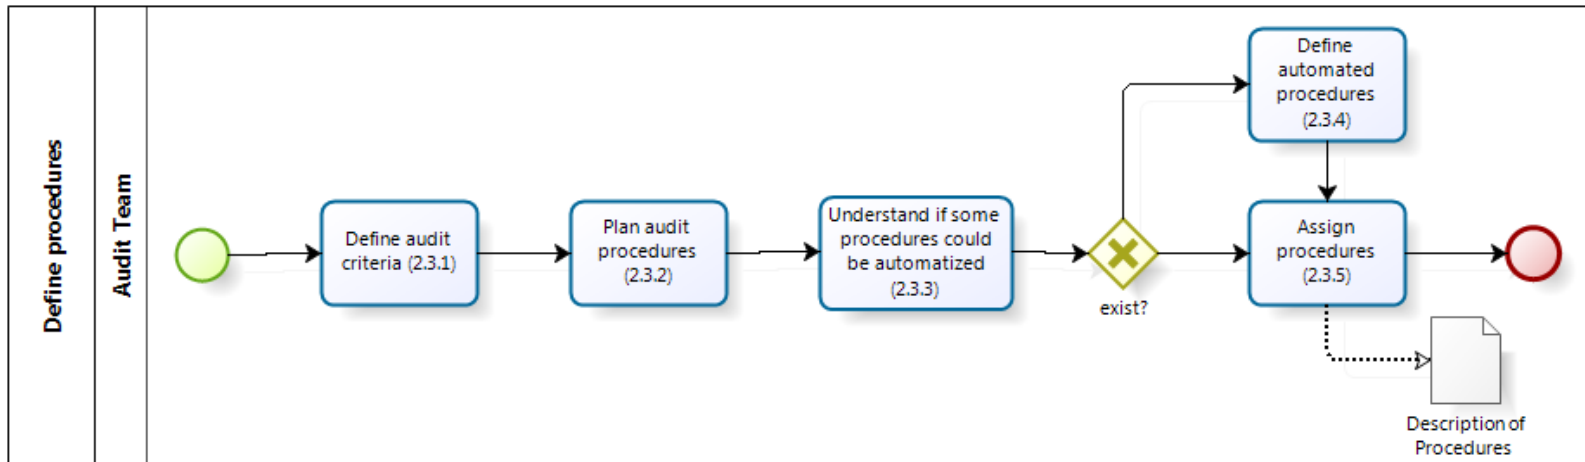 Define procedures
Audit Team
Define audit
criteria (2.3.1)
Plan audit
procedures
(2.3.2)
Understand if some
procedures could
be automatized
(2.3.3)
exist?
Define
automated
procedures
(2.3.4)
Assign
procedures
(2.3.5)
Description of
Procedures